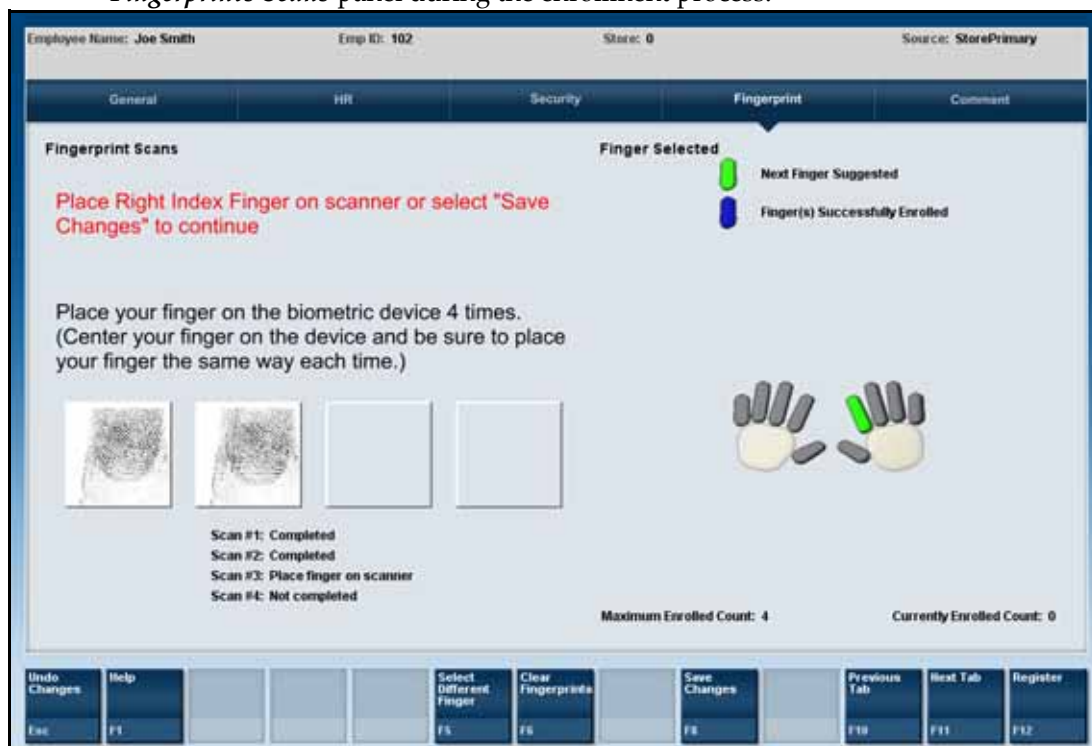 Fingerprint Scans panel during the enrollment process.
Employee Name: Joe Smith Emp ID: 102 Store: 0 Source: StorePrimary
General HR Security Fingerprint Comment
Fingerprint Scans
Place Right Index Finger on scanner or select "Save
Changes" to continue
Place your finger on the biometric device 4 times.
(Center your finger on the device and be sure to place
your finger the same way each time.)
Scan #1: Completed
Scan #2: Completed
Scan #3: Place finger on scanner
Scan #4: Not completed
Finger Selected
Next Finger Suggested
Finger(s) Successfully Enrolled
Maximum Enrolled Count: 4 Currently Enrolled Count: 0
Undo
Changes
Esc
Help
F1
Select
Different
Finger
F5
Clear
Fingerprints
F6
Save
Changes
F8
Previous
Tab
F10
Next Tab
F11
Register
F12